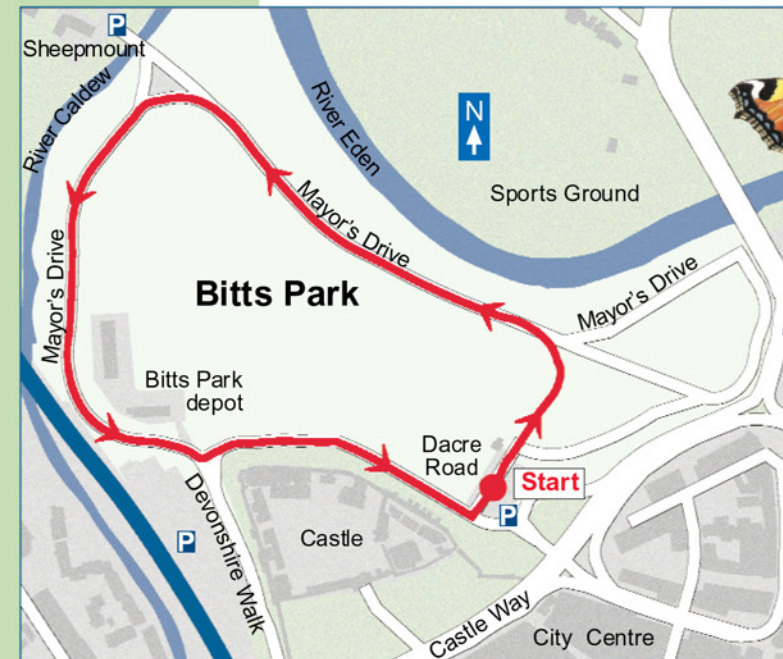 P
Sheepmount
River Caldew
River Eden
N
Sports Ground
Mayor's Drive
Mayor's Drive
Mayor's Drive
Bitts Park
Bitts Park
depot
Dacre
Road
Start
P
P
Devonshire Walk
Castle
Castle Way
City Centre